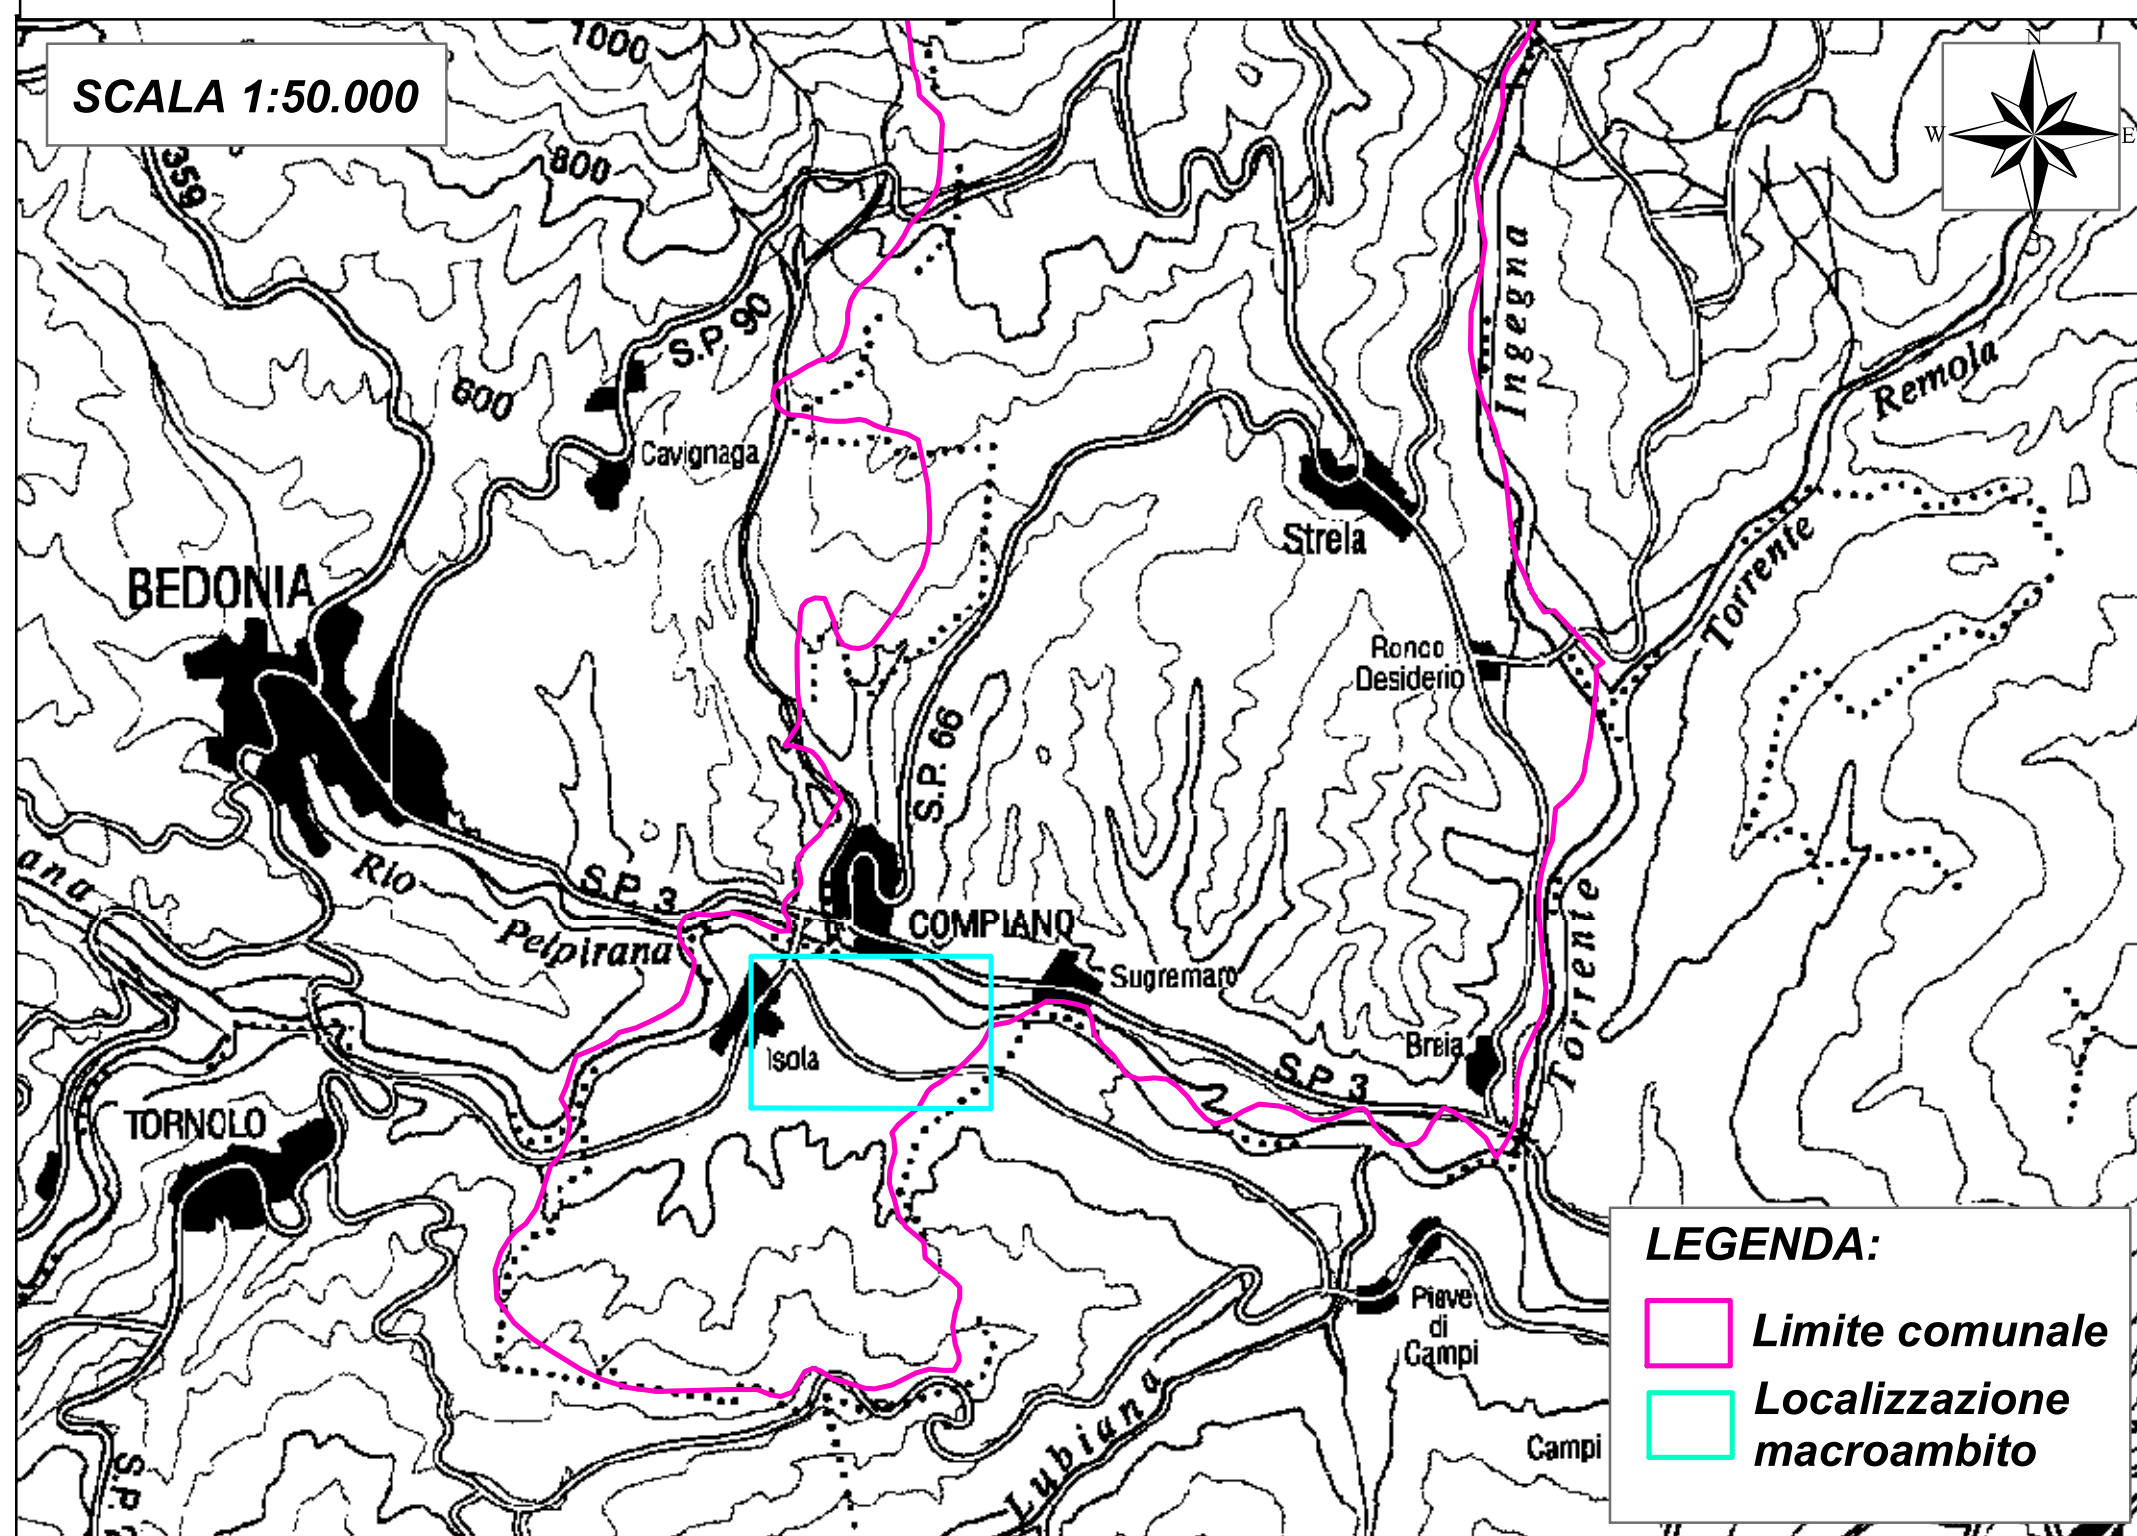 1000
SCALA 1:50.000
N
W
E
S
359
800
Ingegna
S.P. 90
600
Remola
Cavignaga
Strela
Torrente
BEDONIA
Ronco
Desiderio
S.P. 66
ana
Rio
S.P. 3
Pelpirana
COMPIANO
Sugremaro
Torrente
Isola
Breia
S.P. 3
TORNOLO
LEGENDA:
Pieve
di
Campi
Limite comunale
Lubiana
Localizzazione
macroambito
Campi
S.P.